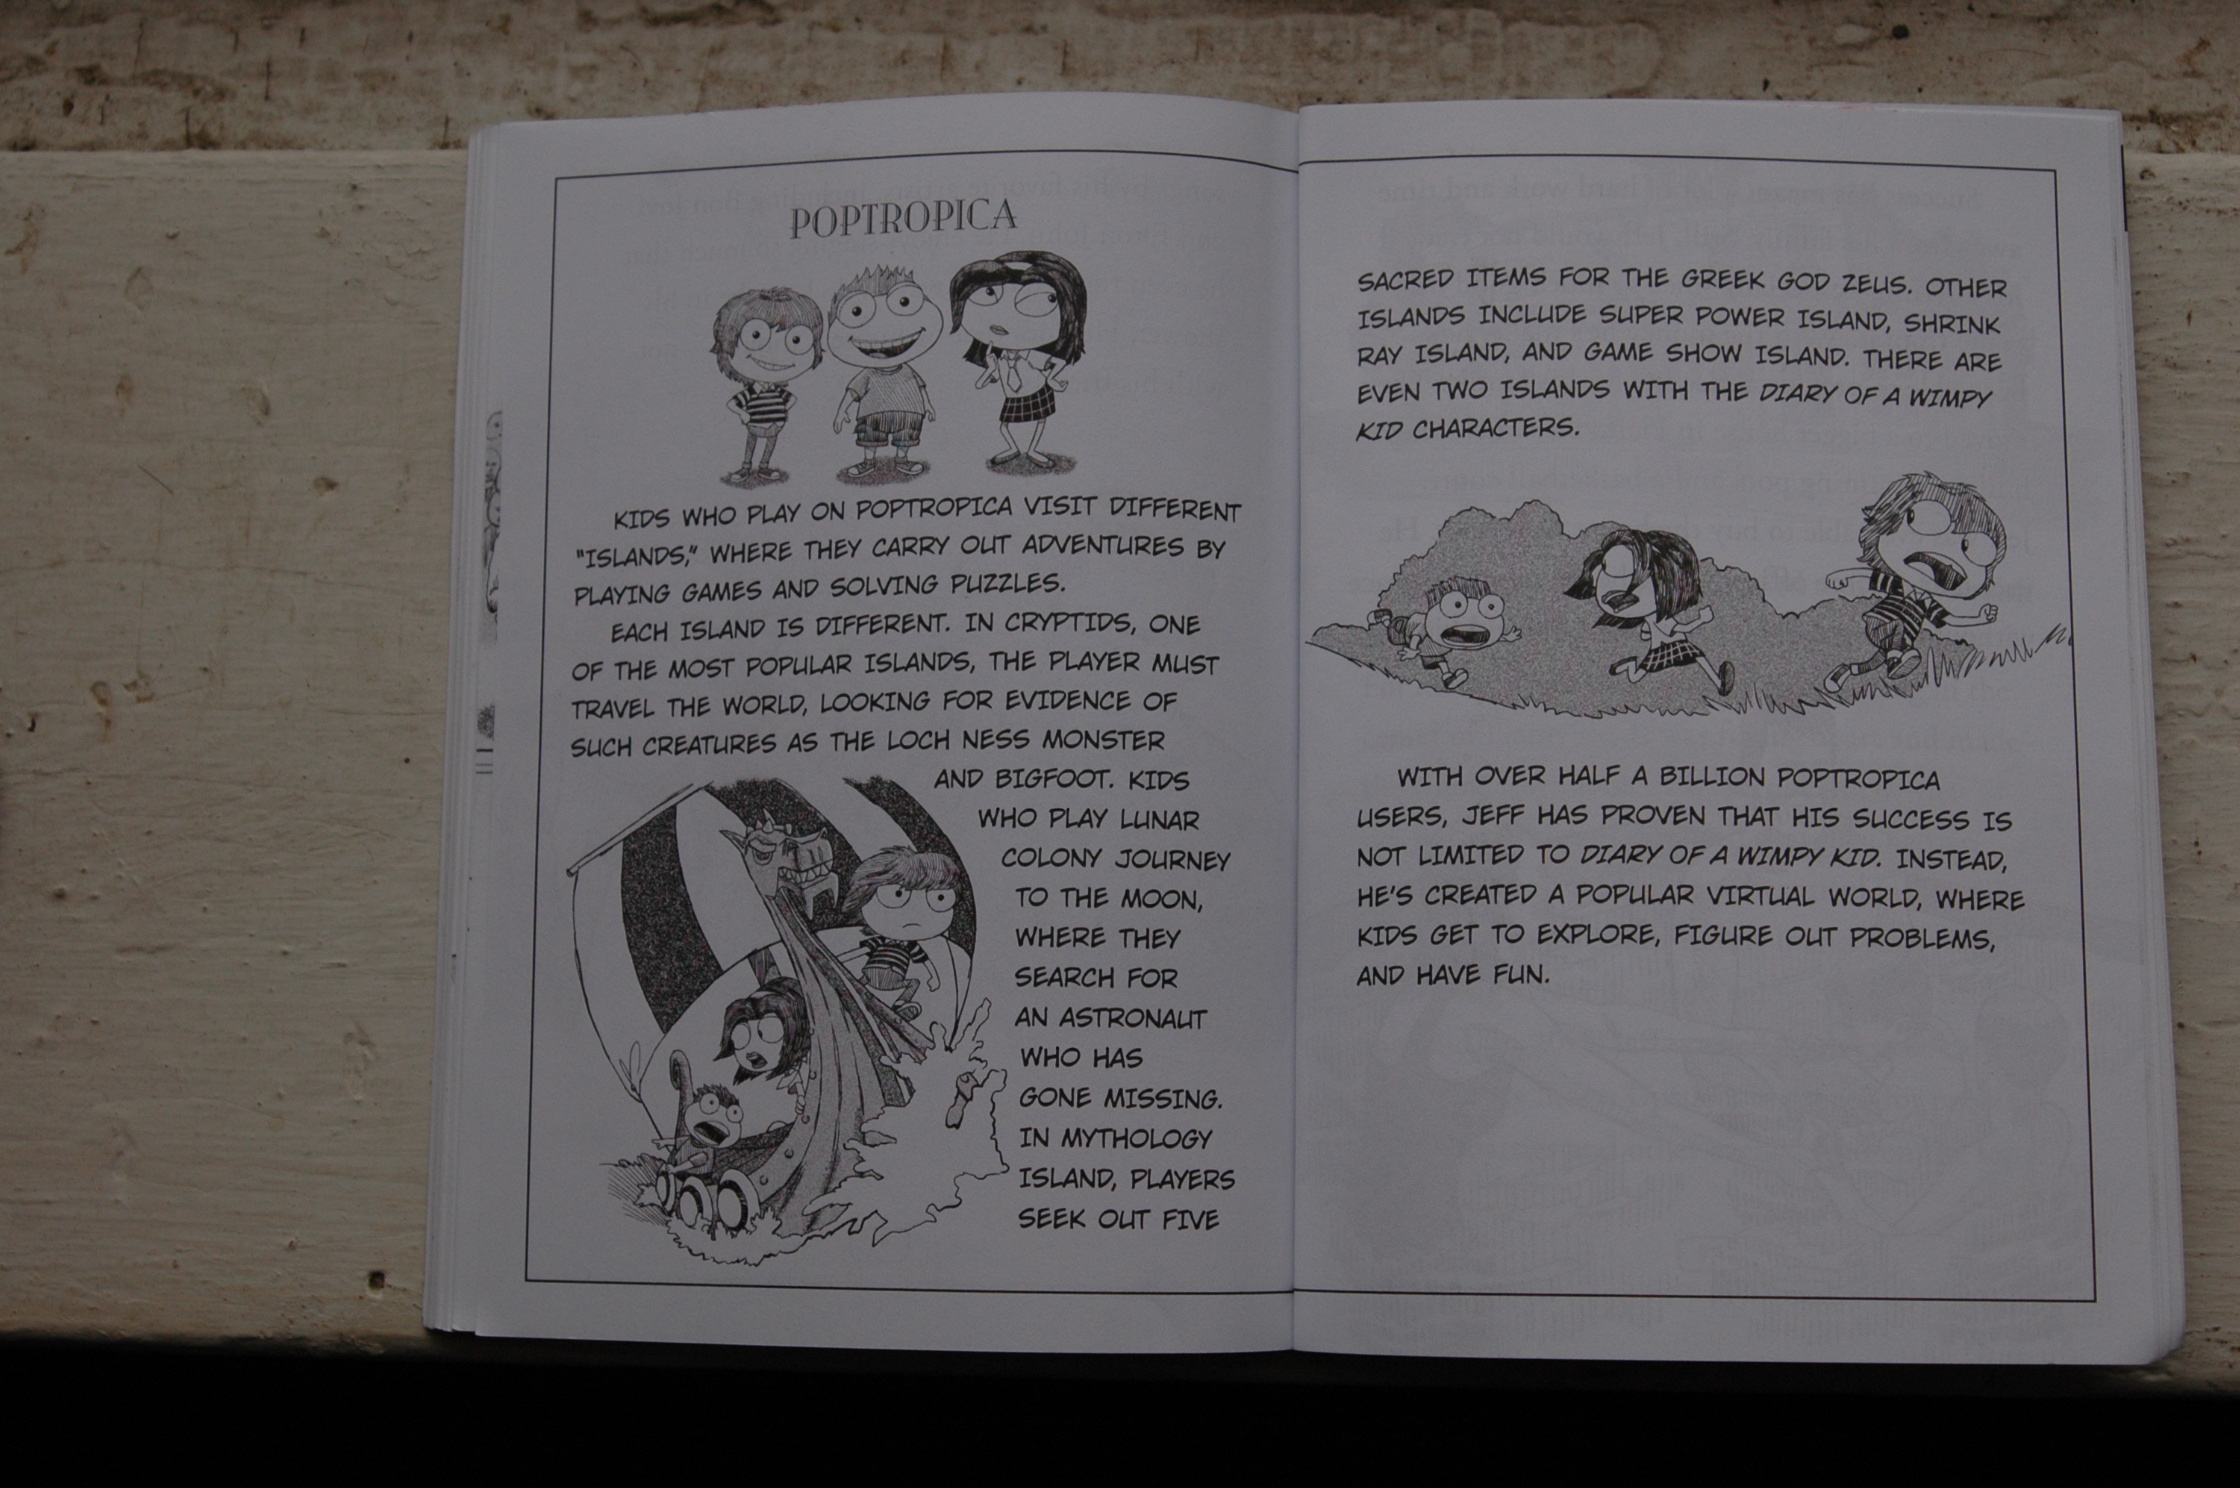 POPTROPICA
KIDS WHO PLAY ON POPTROPICA VISIT DIFFERENT
"ISLANDS," WHERE THEY CARRY OUT ADVENTURES BY
PLAYING GAMES AND SOLVING PUZZLES.
EACH ISLAND IS DIFFERENT. IN CRYPTIDS, ONE
OF THE MOST POPULAR ISLANDS, THE PLAYER MUST
TRAVEL THE WORLD, LOOKING FOR EVIDENCE OF
SUCH CREATURES AS THE LOCH NESS MONSTER
AND BIGFOOT. KIDS
WHO PLAY LUNAR
COLONY JOURNEY
TO THE MOON,
WHERE THEY
SEARCH FOR
AN ASTRONAUT
WHO HAS
GONE MISSING.
IN MYTHOLOGY
ISLAND, PLAYERS
SEEK OUT FIVE
SACRED ITEMS FOR THE GREEK GOD ZEUS. OTHER
ISLANDS INCLUDE SUPER POWER ISLAND, SHRINK
RAY ISLAND, AND GAME SHOW ISLAND. THERE ARE
EVEN TWO ISLANDS WITH THE DIARY OF A WIMPY
KID CHARACTERS.
WITH OVER HALF A BILLION POPTROPICA
USERS, JEFF HAS PROVEN THAT HIS SUCCESS IS
NOT LIMITED TO DIARY OF A WIMPY KID. INSTEAD,
HE'S CREATED A POPULAR VIRTUAL WORLD, WHERE
KIDS GET TO EXPLORE, FIGURE OUT PROBLEMS,
AND HAVE FUN.